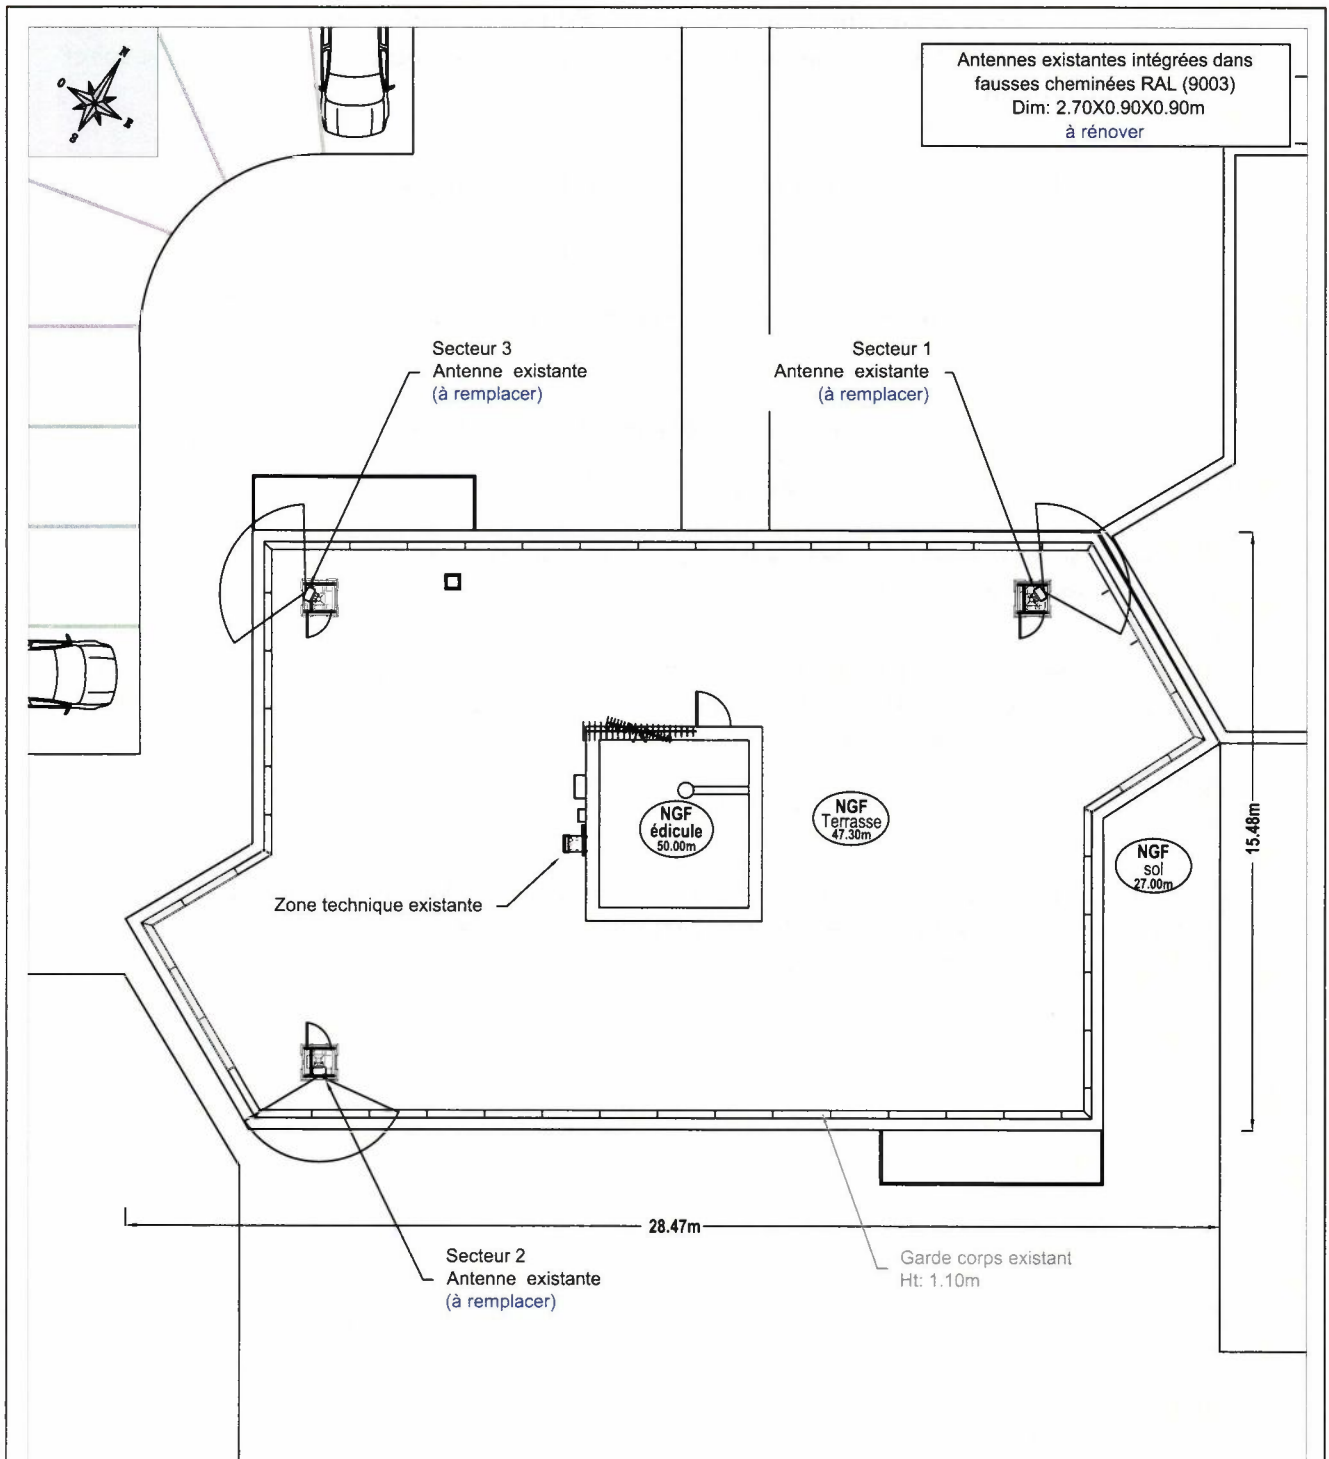 N
O
E
S
Antennes existantes intégrées dans
fausses cheminées RAL (9003)
Dim: 2.70X0.90X0.90m
à rénover
Secteur 3
Antenne existante
(à remplacer)
Secteur 1
Antenne existante
(à remplacer)
NGF
édicule
50.00m
NGF
Terrasse
47.30m
NGF
sol
27.00m
15.48m
Zone technique existante
28.47m
Secteur 2
Antenne existante
(à remplacer)
Garde corps existant
Ht: 1.10m